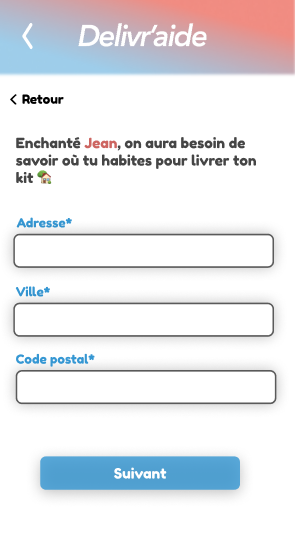 Delivr'aide
Retour
Enchanté Jean, on aura besoin de
savoir où tu habites pour livrer ton
kit 🏡
Adresse*
Ville*
Code postal*
Suivant